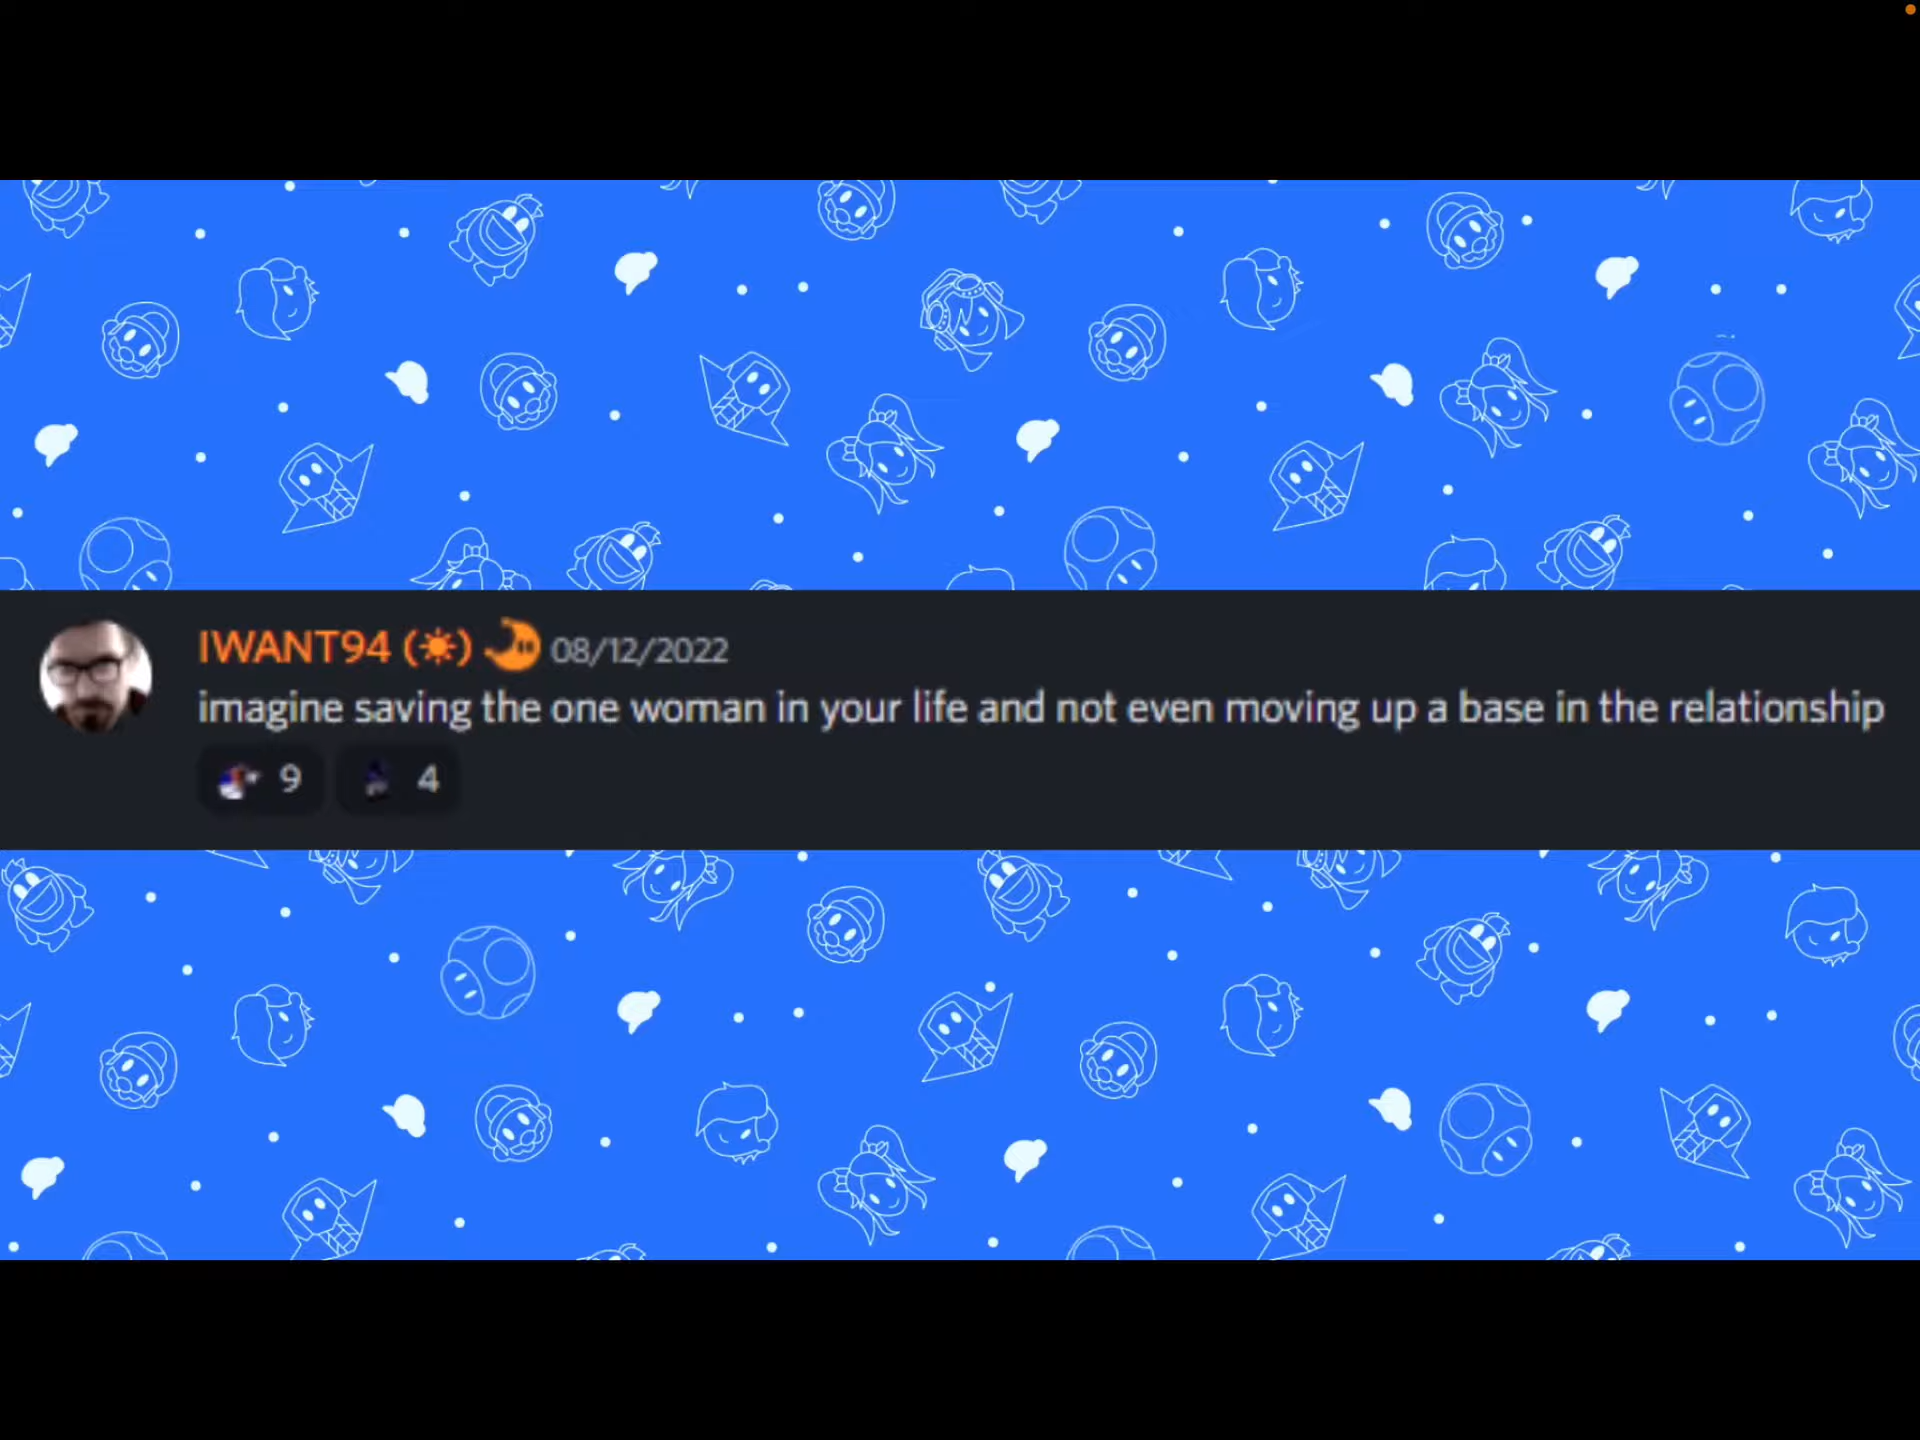 IWANT94 (☀) 08/12/2022
imagine saving the one woman in your life and not even moving up a base in the relationship
9 4